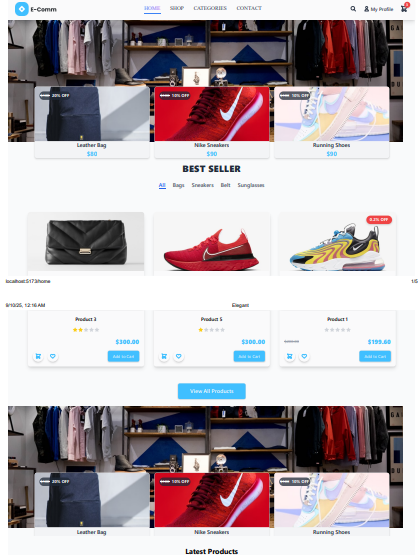 E-Comm HOME SHOP CATEGORIES CONTACT My Profile
20% OFF 10% OFF 10% OFF
Leather Bag Nike Sneakers Running Shoes
$80 $90 $90
BEST SELLER
All Bags Sneakers Belt Sunglasses
8.2% OFF
localhost:5173/home 1/5
9/10/25, 12:16 AM Elegant
Product 3 Product 5 Product 1
$300.00 $300.00 $199.60
Add to Cart Add to Cart Add to Cart
View All Products
20% OFF 10% OFF 10% OFF
Leather Bag Nike Sneakers Running Shoes
Latest Products